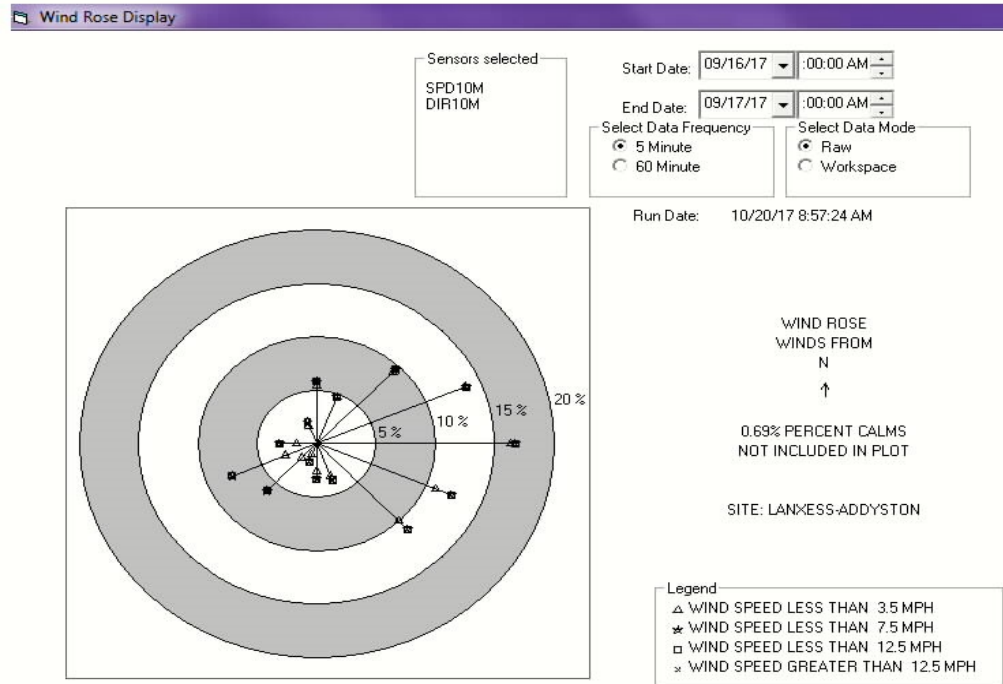 Wind Rose Display
Sensors selected
SPD10M
DIR10M
Start Date: 09/16/17 :00:00 AM
End Date: 09/17/17 :00:00 AM
Select Data Frequency
5 Minute
60 Minute
Select Data Mode
Raw
Workspace
Run Date: 10/20/17 8:57:24 AM
5 %
10 %
15 %
20 %
WIND ROSE
WINDS FROM
N
0.69% PERCENT CALMS
NOT INCLUDED IN PLOT
SITE: LANXESS-ADDYSTON
Legend
WIND SPEED LESS THAN 3.5 MPH
WIND SPEED LESS THAN 7.5 MPH
WIND SPEED LESS THAN 12.5 MPH
WIND SPEED GREATER THAN 12.5 MPH